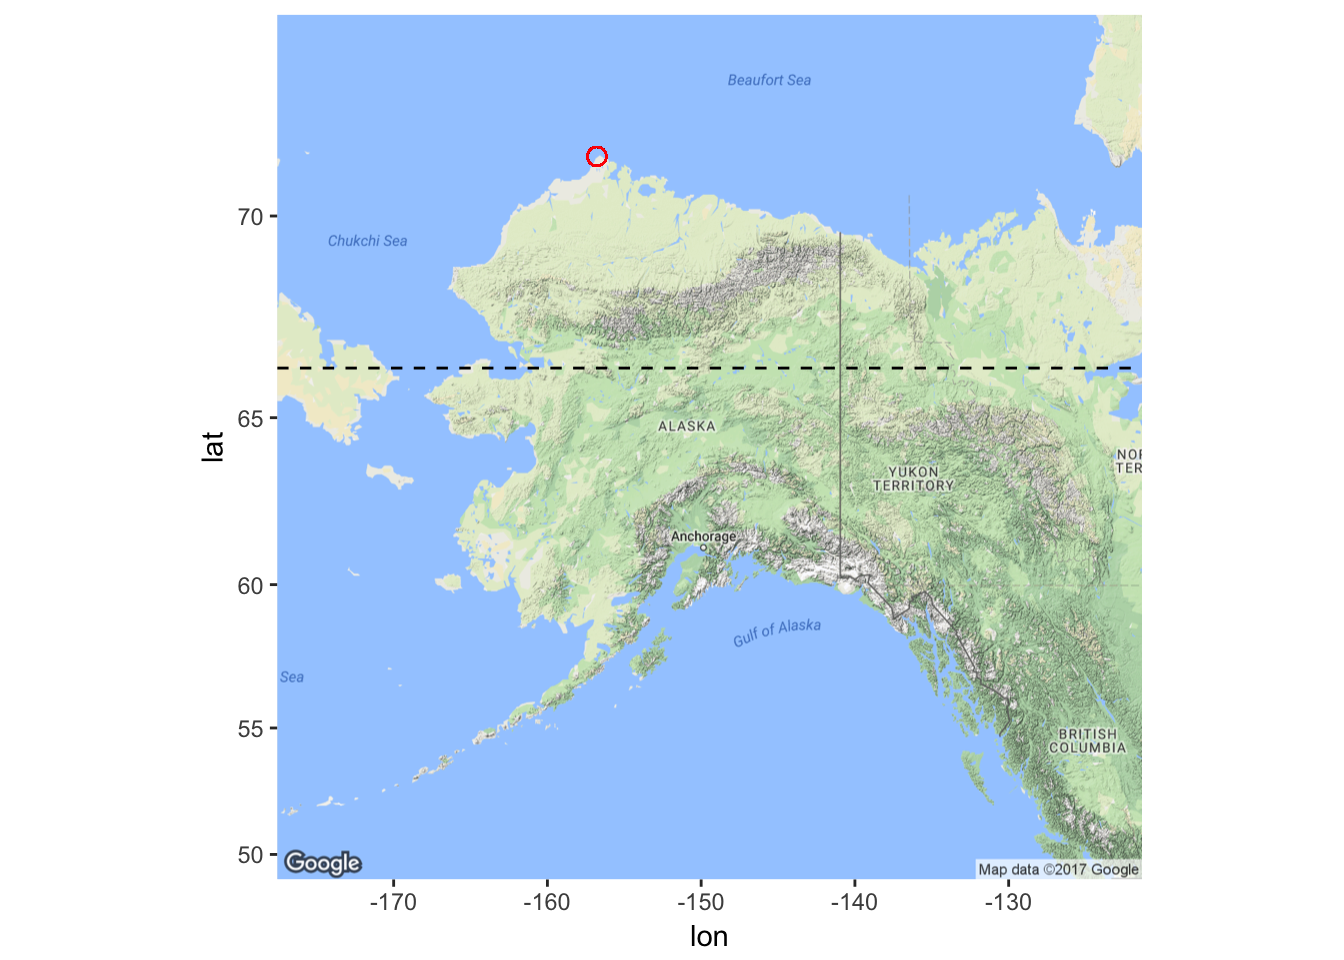 Beaufort Sea
70
Chukchi Sea
65
lat
ALASKA
YUKON
TERRITORY
NOR
TER
Anchorage
60
Gulf of Alaska
Sea
55
BRITISH
COLUMBIA
50
Google
Map data ©2017 Google
-170
-160
-150
-140
-130
lon